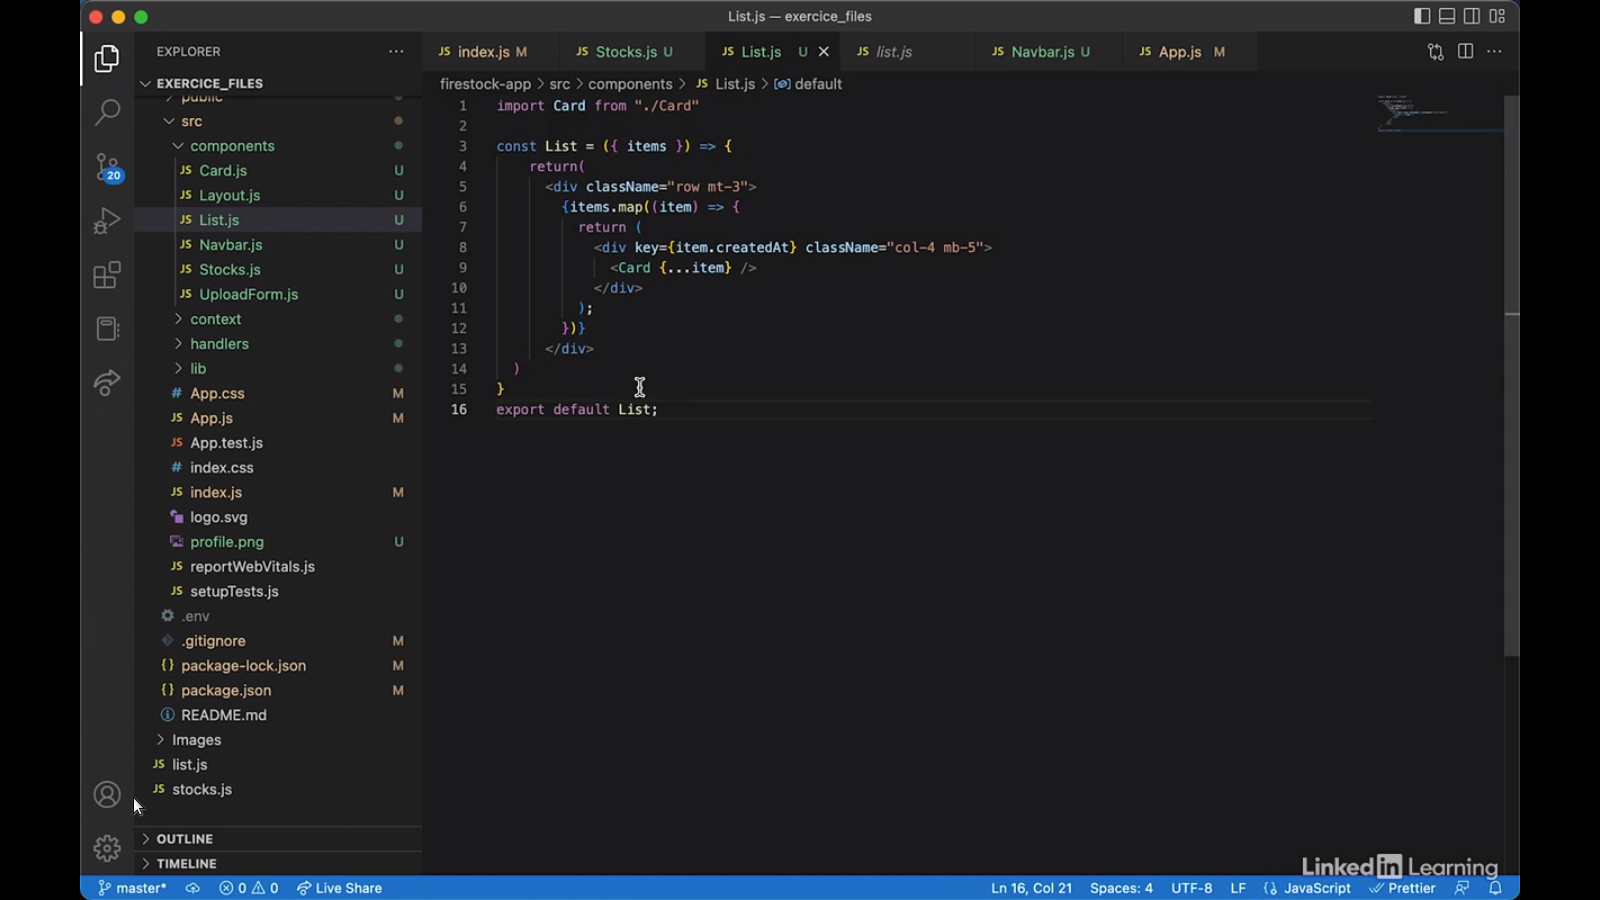 List.js — exercice_files
EXPLORER
EXERCICE_FILES
public
src
components
JS Card.js U
JS Layout.js U
JS List.js U
JS Navbar.js U
JS Stocks.js U
JS UploadForm.js U
context
handlers
lib
# App.css M
JS App.js M
JS App.test.js
# index.css
JS index.js M
logo.svg
profile.png U
JS reportWebVitals.js
JS setupTests.js
.env
.gitignore M
{} package-lock.json M
{} package.json M
README.md
Images
JS list.js
JS stocks.js
OUTLINE
TIMELINE
20
JS index.js M JS Stocks.js U JS List.js U JS list.js JS Navbar.js U JS App.js M
firestock-app > src > components > JS List.js > default
1 import Card from "./Card"
2
3 const List = ({ items }) => {
4 return(
5 <div className="row mt-3">
6 {items.map((item) => {
7 return (
8 <div key={item.createdAt} className="col-4 mb-5">
9 <Card {...item} />
10 </div>
11 );
12 })}
13 </div>
14 )
15 }
16 export default List;
Linked in Learning
master* 0 0 Live Share Ln 16, Col 21 Spaces: 4 UTF-8 LF {} JavaScript Prettier